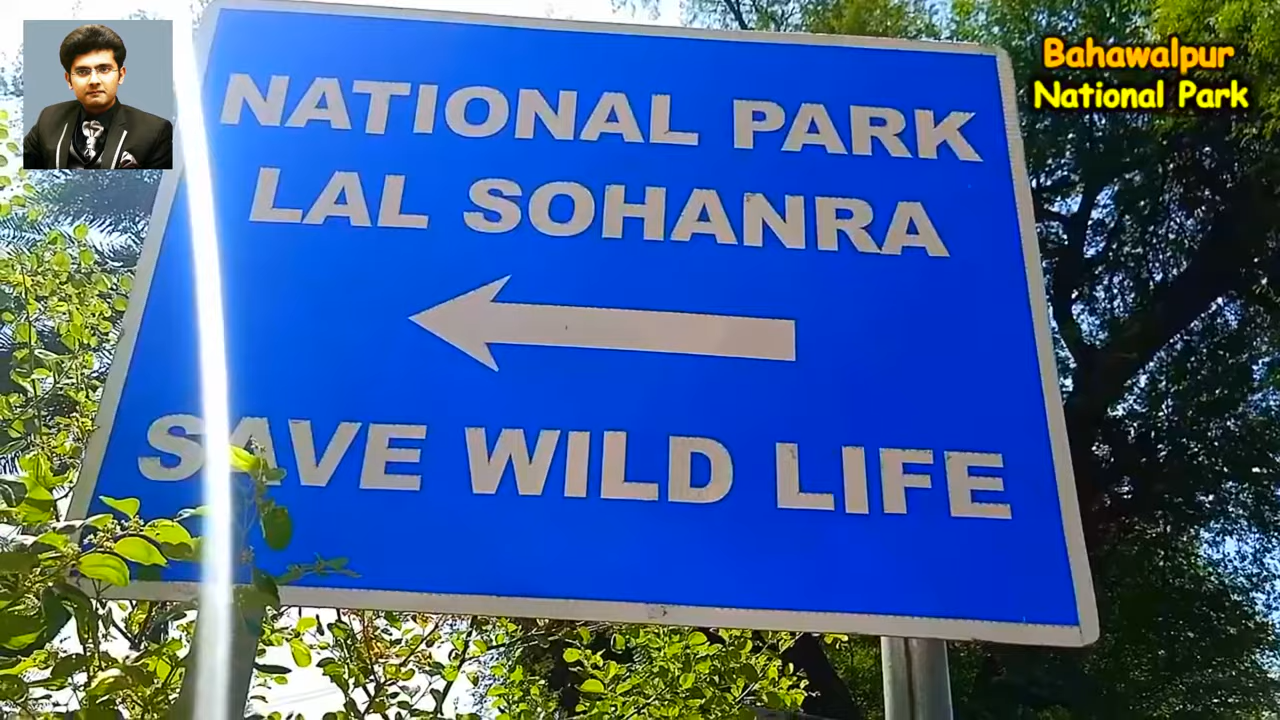 NATIONAL PARK
LAL SOHANRA
SAVE WILD LIFE
Bahawalpur
National Park